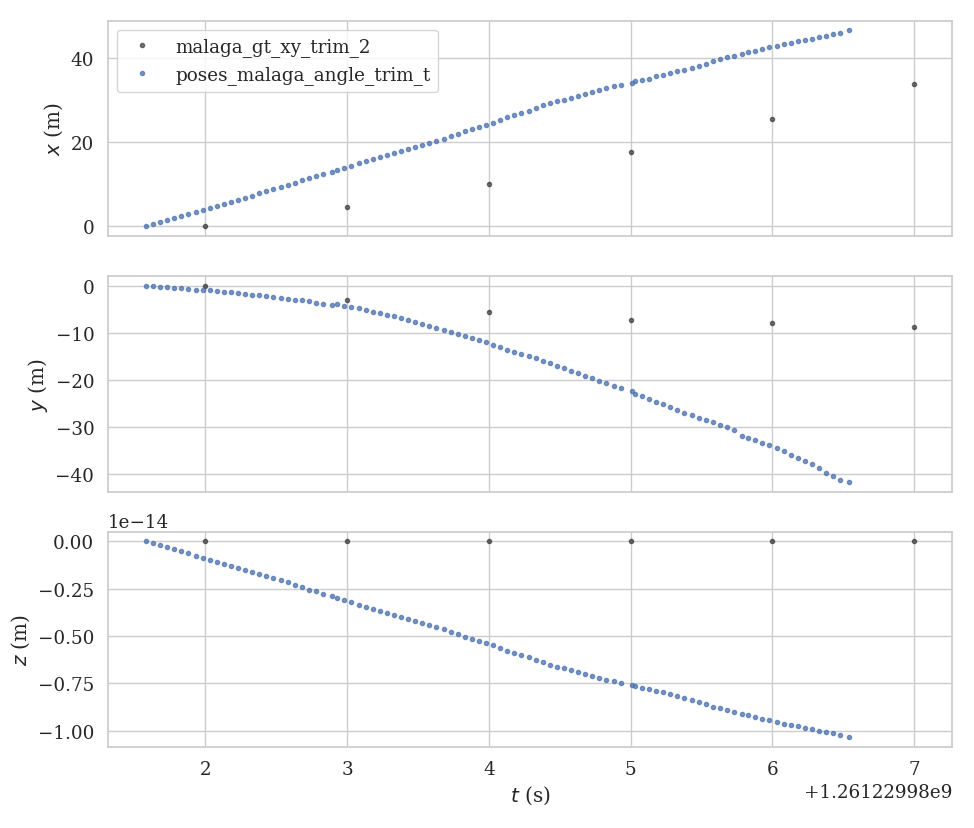 malaga_gt_xy_trim_2
poses_malaga_angle_trim_t
40
20
0
x (m)
0
−10
−20
−30
−40
y (m)
1e−14
0.00
−0.25
−0.50
−0.75
−1.00
z (m)
2 3 4 5 6 7
t (s)
+1.26122998e9